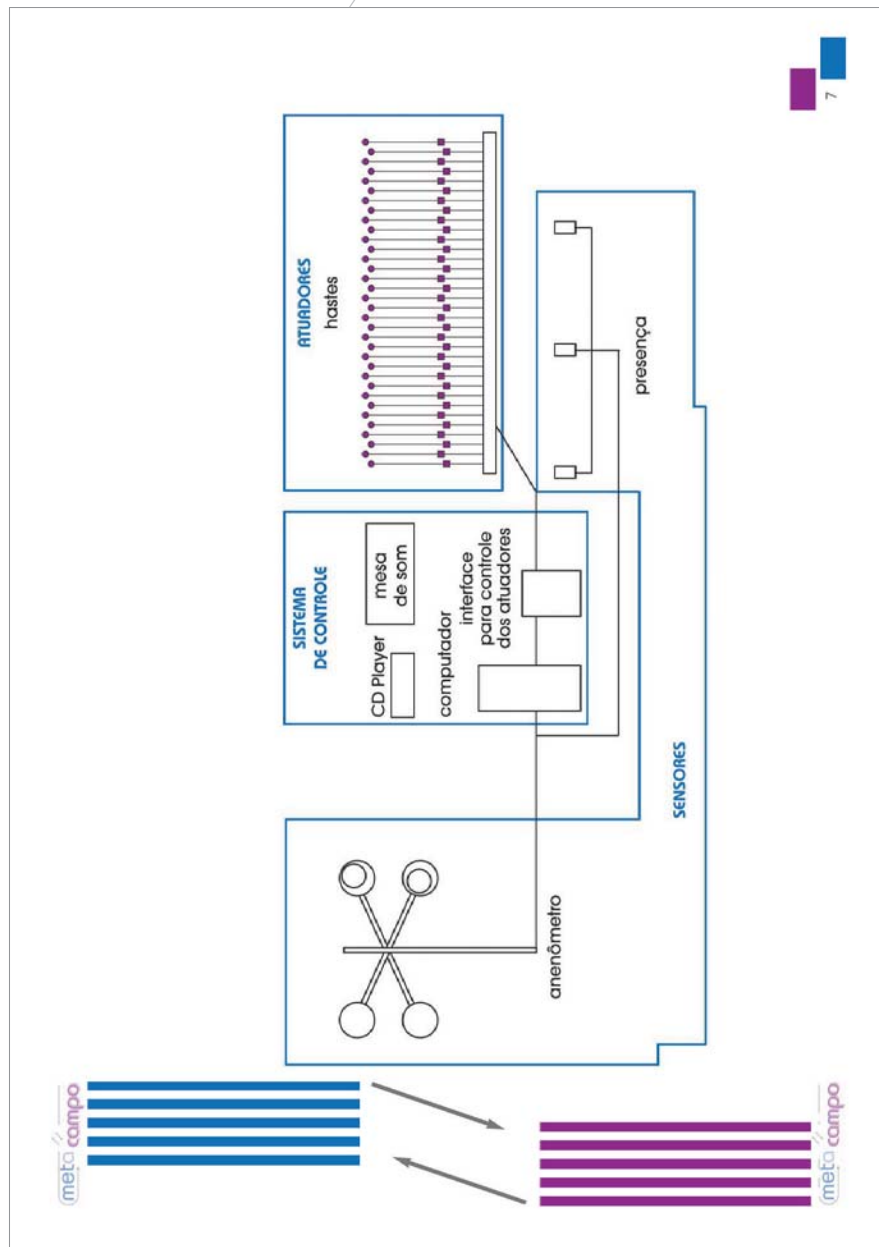 meta campo
meta campo
anenômetro
SENSORES
SISTEMA
DE CONTROLE
CD Player
mesa
de som
computador
interface
para controle
dos atuadores
ATUADORES
hastes
presença
7